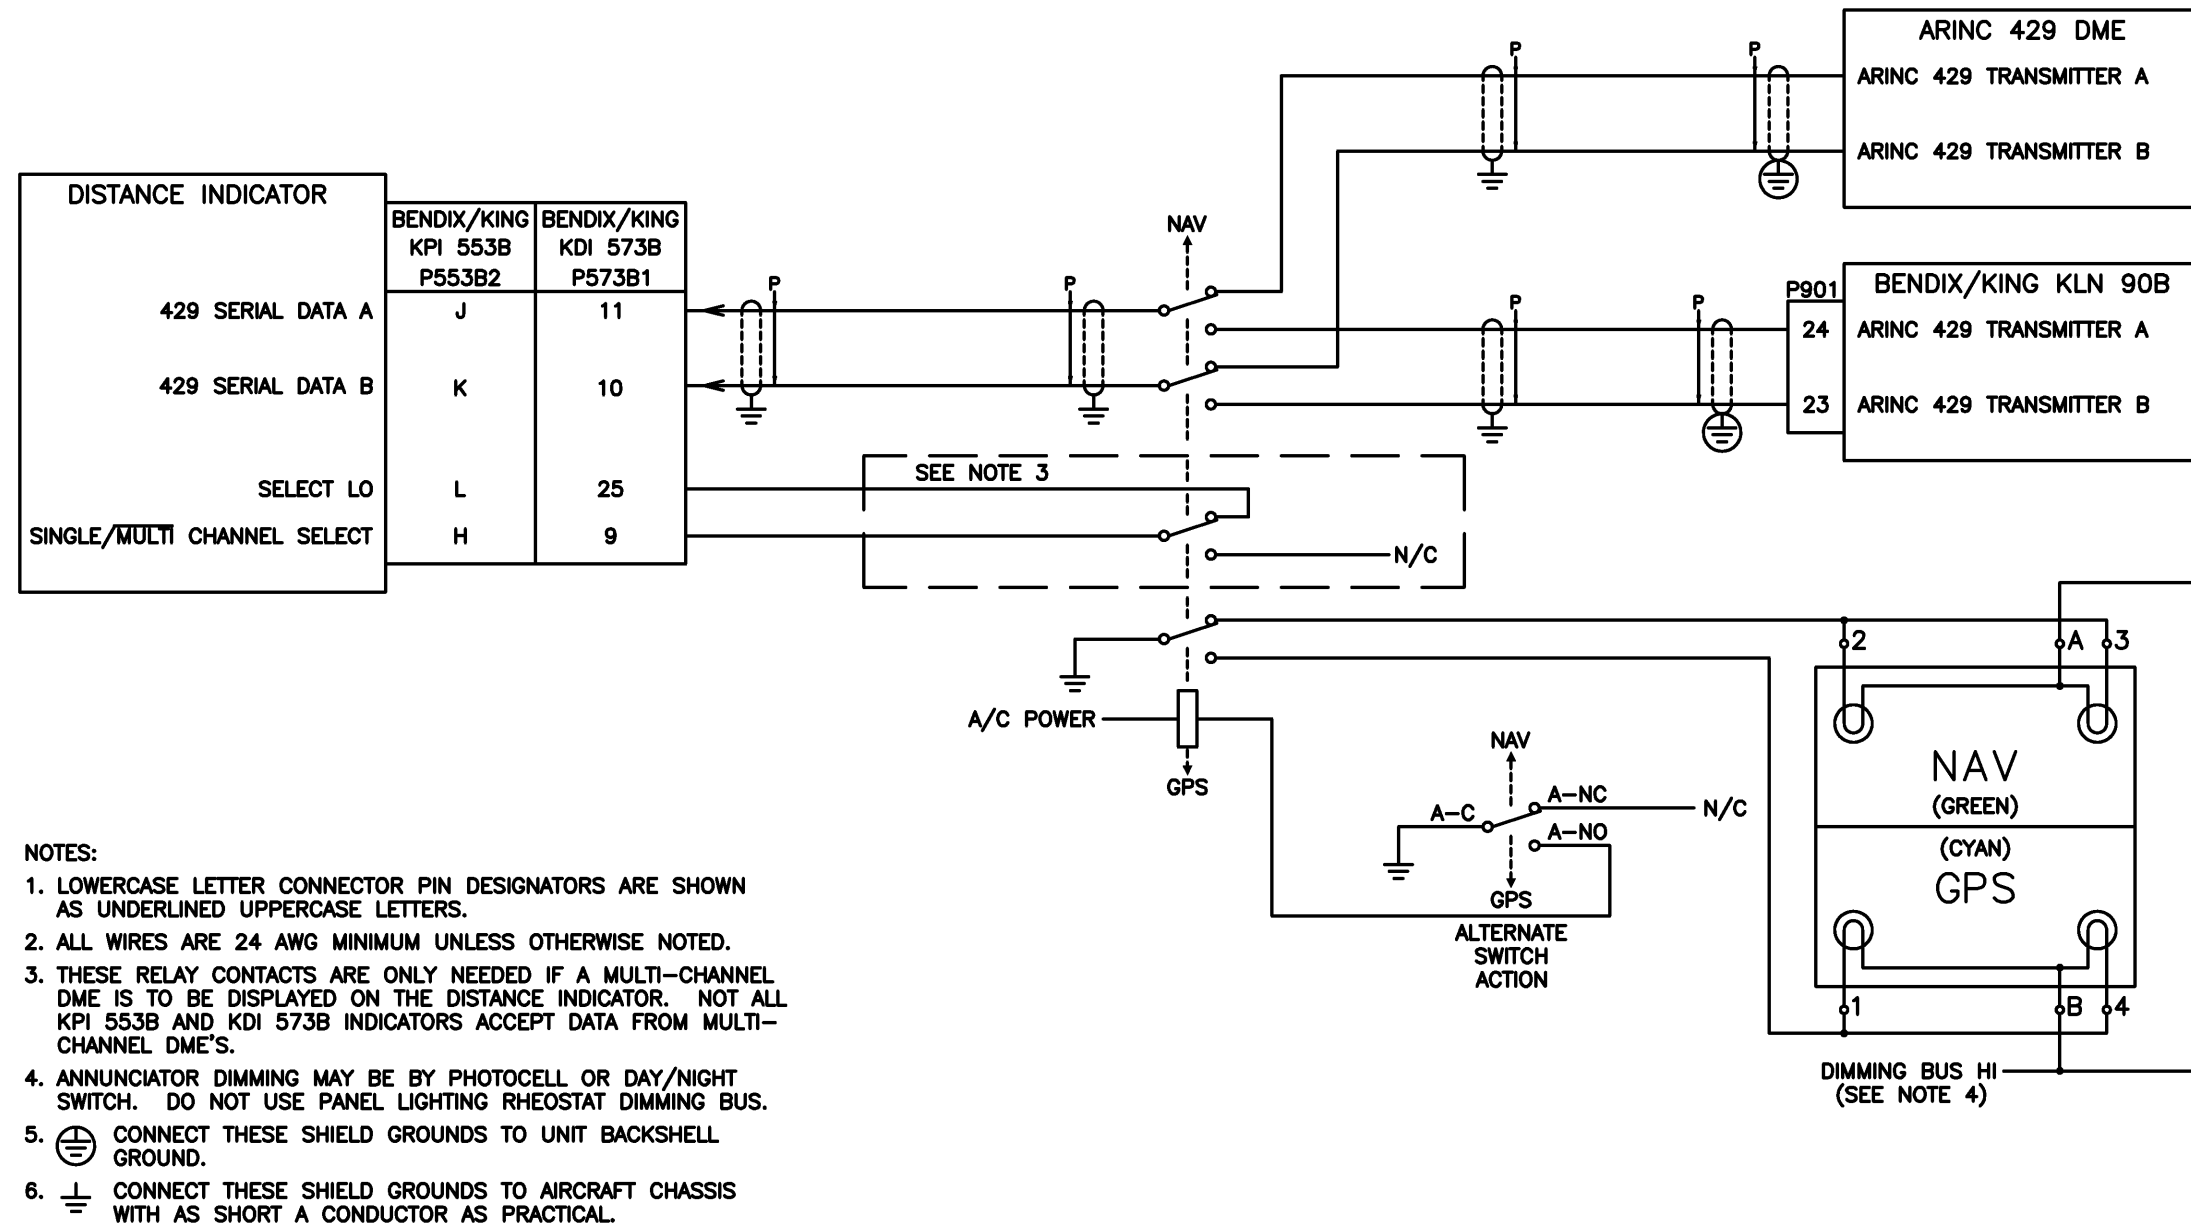 ARINC 429 DME
P
P
ARINC 429 TRANSMITTER A
ARINC 429 TRANSMITTER B
DISTANCE INDICATOR
BENDIX/KING
KPI 553B
P553B2
BENDIX/KING
KDI 573B
P573B1
429 SERIAL DATA A
J
11
429 SERIAL DATA B
K
10
SELECT LO
L
25
SINGLE/MULTI CHANNEL SELECT
H
9
P
P
NAV
P
P
P901
BENDIX/KING KLN 90B
24
ARINC 429 TRANSMITTER A
23
ARINC 429 TRANSMITTER B
SEE NOTE 3
N/C
A/C POWER
GPS
NAV
A-C
A-NC
N/C
A-NO
GPS
ALTERNATE
SWITCH
ACTION
2
A
3
NAV
(GREEN)
(CYAN)
GPS
1
B
4
DIMMING BUS HI
(SEE NOTE 4)
NOTES:
1. LOWERCASE LETTER CONNECTOR PIN DESIGNATORS ARE SHOWN
AS UNDERLINED UPPERCASE LETTERS.
2. ALL WIRES ARE 24 AWG MINIMUM UNLESS OTHERWISE NOTED.
3. THESE RELAY CONTACTS ARE ONLY NEEDED IF A MULTI-CHANNEL
DME IS TO BE DISPLAYED ON THE DISTANCE INDICATOR. NOT ALL
KPI 553B AND KDI 573B INDICATORS ACCEPT DATA FROM MULTI-
CHANNEL DME'S.
4. ANNUNCIATOR DIMMING MAY BE BY PHOTOCELL OR DAY/NIGHT
SWITCH. DO NOT USE PANEL LIGHTING RHEOSTAT DIMMING BUS.
5. CONNECT THESE SHIELD GROUNDS TO UNIT BACKSHELL
GROUND.
6. CONNECT THESE SHIELD GROUNDS TO AIRCRAFT CHASSIS
WITH AS SHORT A CONDUCTOR AS PRACTICAL.